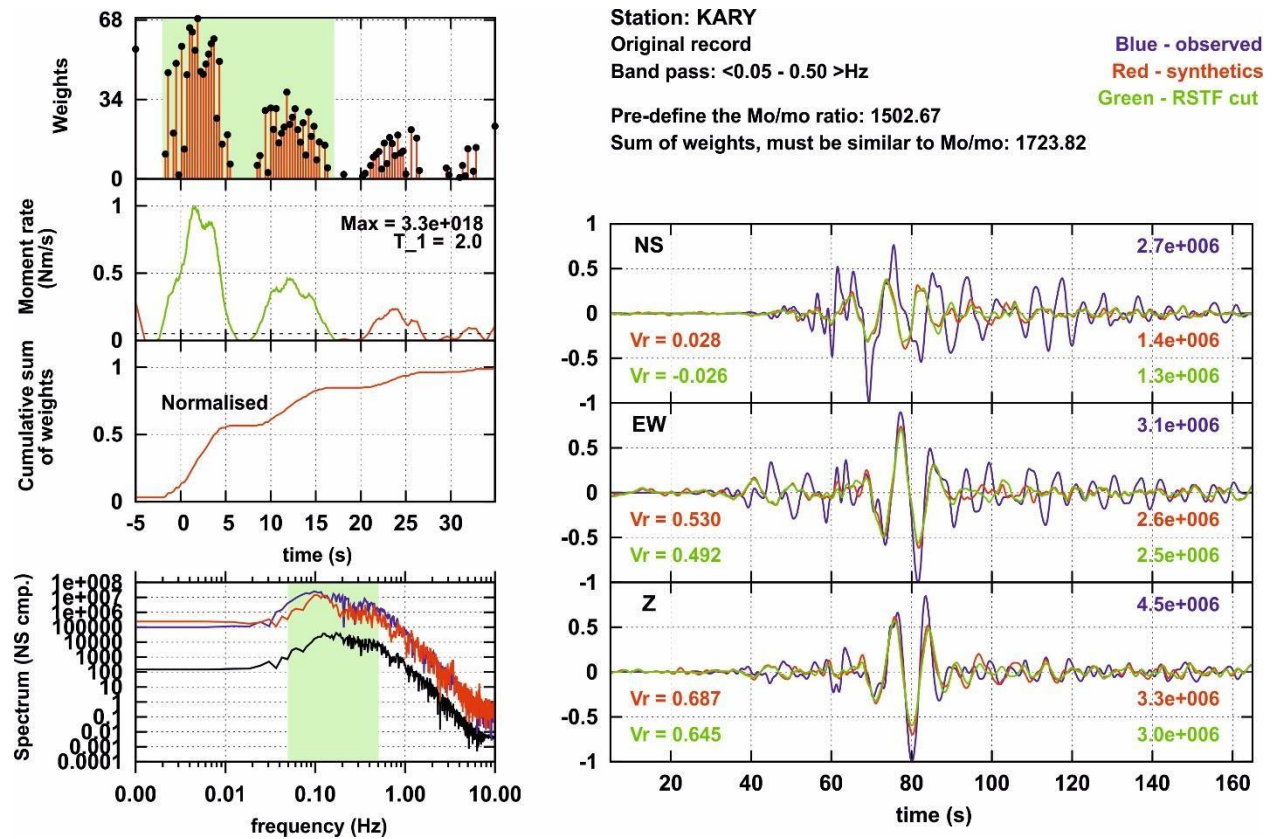 Station: KARY
Original record
Band pass: <0.05 - 0.50 >Hz
Pre-define the Mo/mo ratio: 1502.67
Sum of weights, must be similar to Mo/mo: 1723.82
Blue - observed
Red - synthetics
Green - RSTF cut
Weights
68
34
0
Moment rate
(Nm/s)
1
0.5
0
Max = 3.3e+018
T_1 = 2.0
Cumulative sum
of weights
1
0.5
0
Normalised
-5 0 5 10 15 20 25 30
time (s)
Spectrum (NS cmp.)
1e+008
1e+006
100000
1000
100
10
1
0.1
0.01
0.001
0.0001
0.00 0.01 0.10 1.00 10.00
frequency (Hz)
1
0.5
0
-0.5
-1
NS
2.7e+006
Vr = 0.028
1.4e+006
Vr = -0.026
1.3e+006
0.5
0
-0.5
-1
EW
3.1e+006
Vr = 0.530
2.6e+006
Vr = 0.492
2.5e+006
0.5
0
-0.5
-1
Z
4.5e+006
Vr = 0.687
3.3e+006
Vr = 0.645
3.0e+006
20 40 60 80 100 120 140 160
time (s)